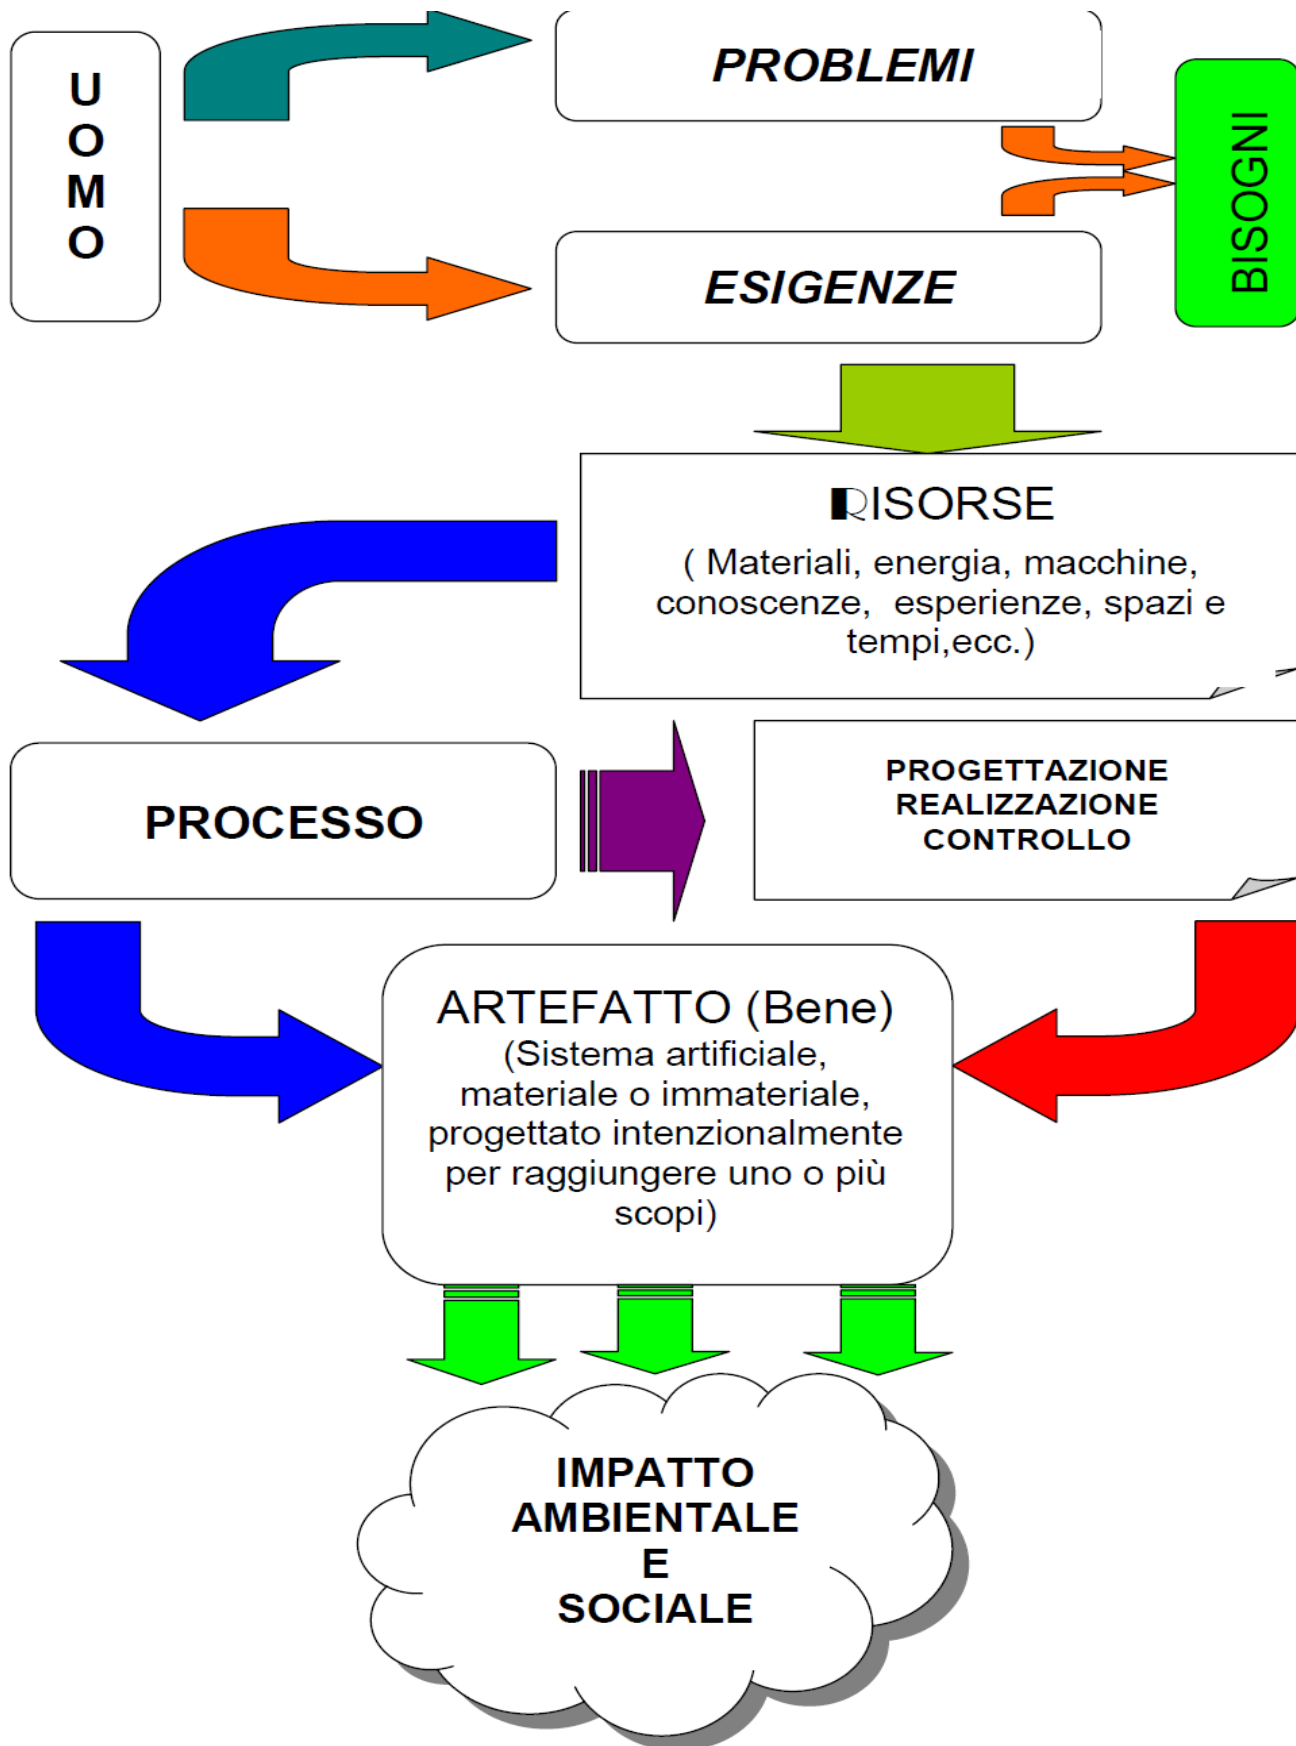 UOMO
PROBLEMI
BISOGNI
ESIGENZE
RISORSE
( Materiali, energia, macchine,
conoscenze, esperienze, spazi e
tempi,ecc.)
PROCESSO
PROGETTAZIONE
REALIZZAZIONE
CONTROLLO
ARTEFATTO (Bene)
(Sistema artificiale,
materiale o immateriale,
progettato intenzionalmente
per raggiungere uno o più
scopi)
IMPATTO
AMBIENTALE
E
SOCIALE